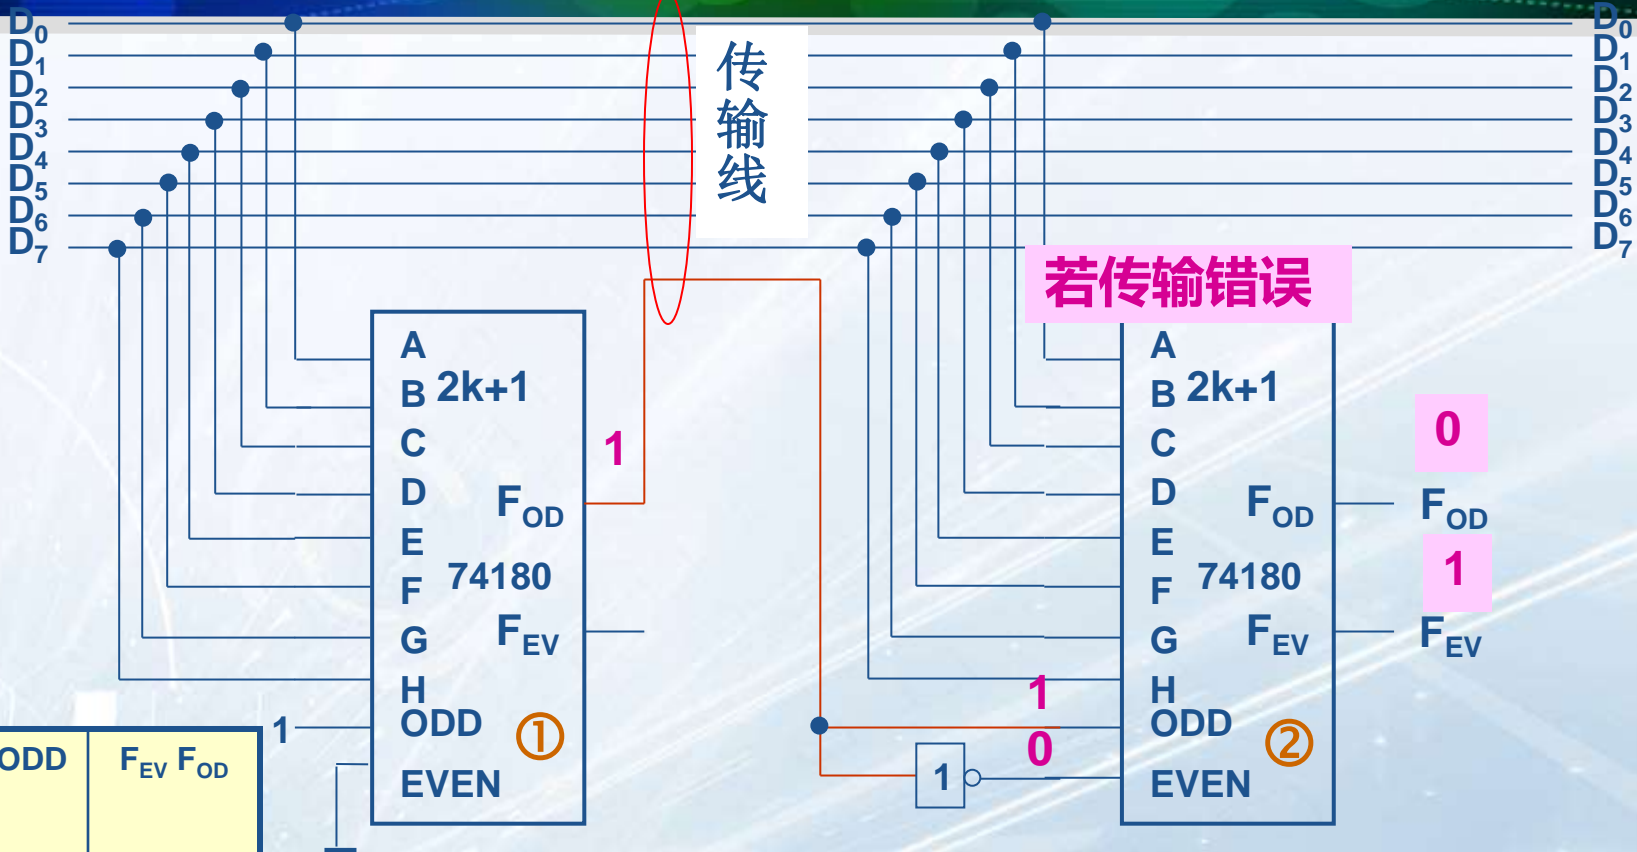 D0
D1
D2
D3
D4
D5
D6
D7
传输线
D0
D1
D2
D3
D4
D5
D6
D7
若传输错误
A
B
C
D
E
F
G
H
ODD
EVEN
2k+1
74180
FOD
FEV
①
1
1
A
B
C
D
E
F
G
H
ODD
EVEN
2k+1
74180
FOD
FEV
②
1
0
1
0
FOD
1
FEV
ODD
FEV FOD